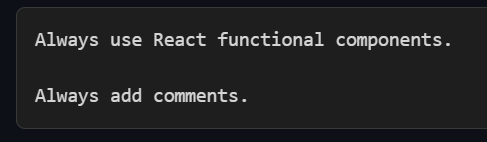 Always use React functional components.
Always add comments.